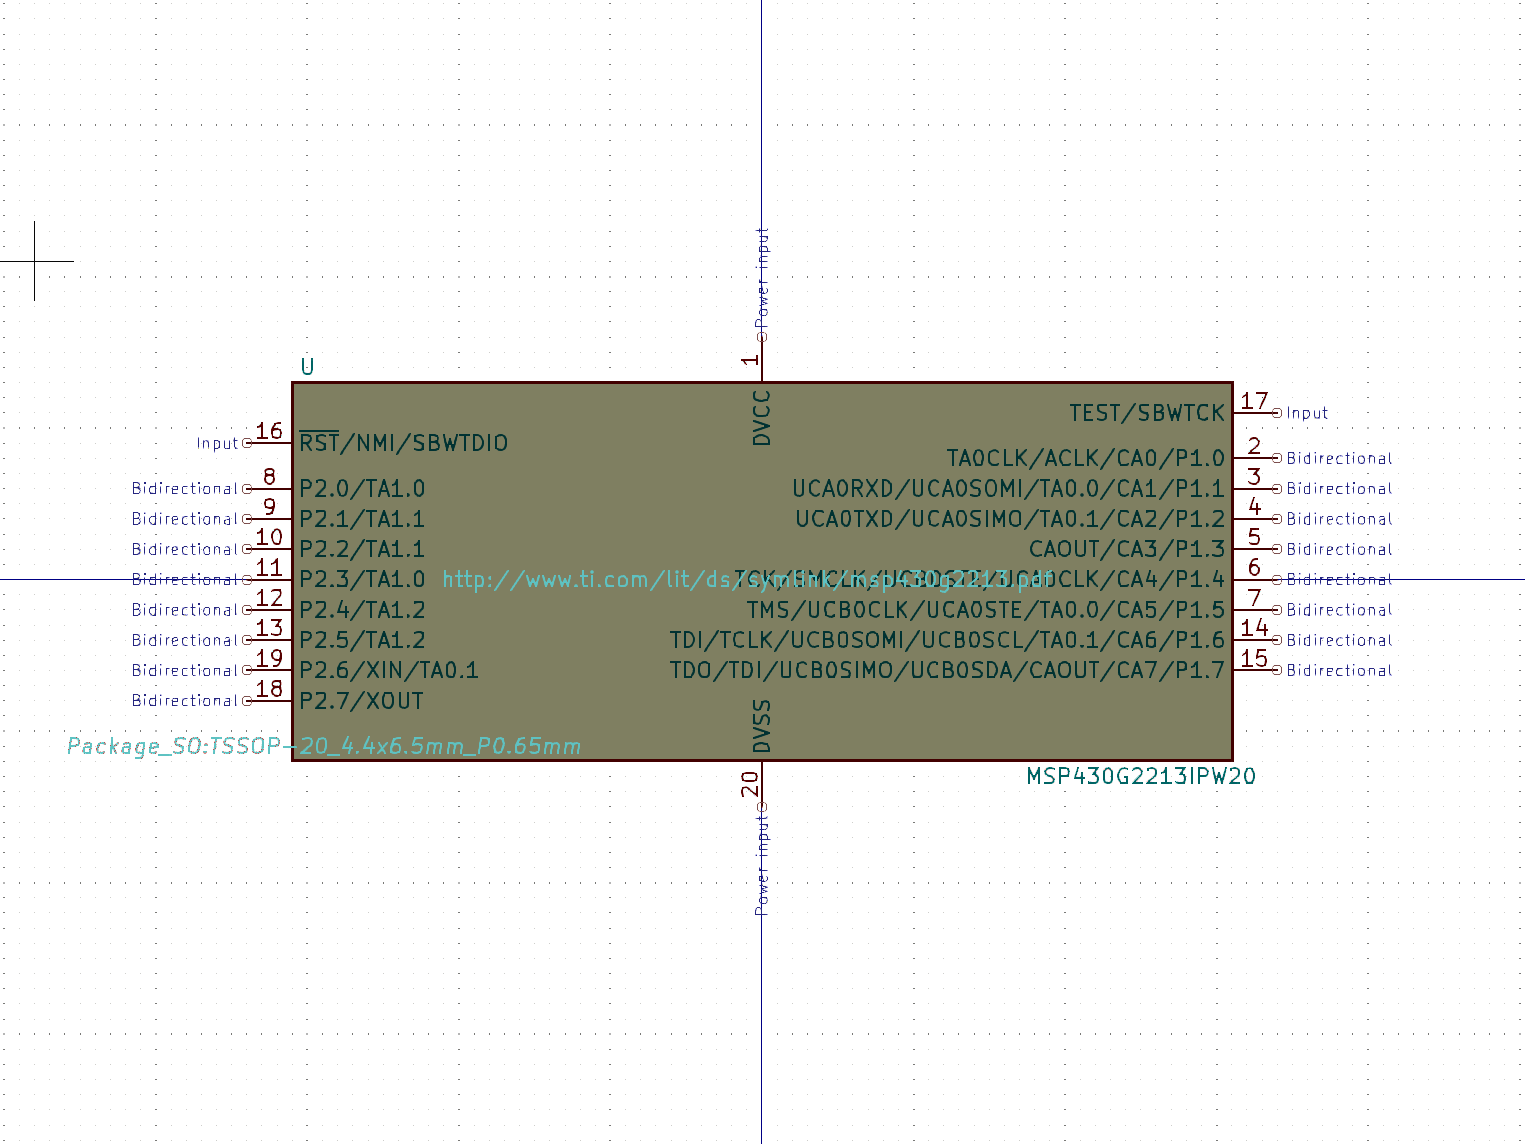 Power input
1
DVCC
U
16
Input
RST/NMI/SBWTDIO
8
Bidirectional
P2.0/TA1.0
9
Bidirectional
P2.1/TA1.1
10
Bidirectional
P2.2/TA1.1
11
Bidirectional
P2.3/TA1.0
12
Bidirectional
P2.4/TA1.2
13
Bidirectional
P2.5/TA1.2
19
Bidirectional
P2.6/XIN/TA0.1
18
Bidirectional
P2.7/XOUT
http://www.ti.com/lit/ds/symlink/msp430g2213.pdf
17
TEST/SBWTCK
Input
2
TA0CLK/ACLK/CA0/P1.0
Bidirectional
3
UCA0RXD/UCA0SOMI/TA0.0/CA1/P1.1
Bidirectional
4
UCA0TXD/UCA0SIMO/TA0.1/CA2/P1.2
Bidirectional
5
CAOUT/CA3/P1.3
Bidirectional
6
/CA4/P1.4
Bidirectional
7
TMS/UCB0CLK/UCA0STE/TA0.0/CA5/P1.5
Bidirectional
14
TDI/TCLK/UCB0SOMI/UCB0SCL/TA0.1/CA6/P1.6
Bidirectional
15
TDO/TDI/UCB0SIMO/UCB0SDA/CAOUT/CA7/P1.7
Bidirectional
Package_SO:TSSOP-20_4.4x6.5mm_P0.65mm
DVSS
20
Power input
MSP430G2213IPW20